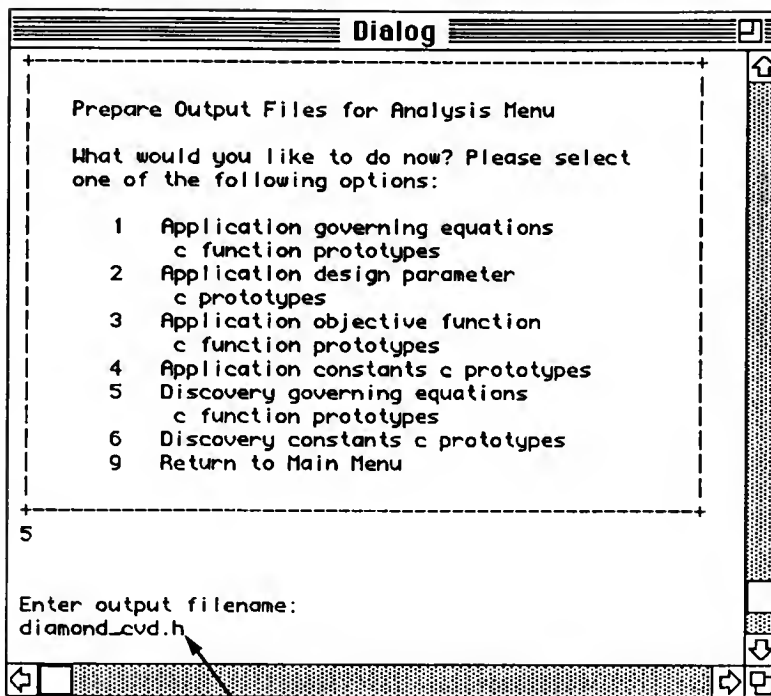 Dialog
Prepare Output Files for Analysis Menu
What would you like to do now? Please select
one of the following options:
1 Application governing equations
c function prototypes
2 Application design parameter
c prototypes
3 Application objective function
c function prototypes
4 Application constants c prototypes
5 Discovery governing equations
c function prototypes
6 Discovery constants c prototypes
9 Return to Main Menu
5
Enter output filename:
diamond_cvd.h